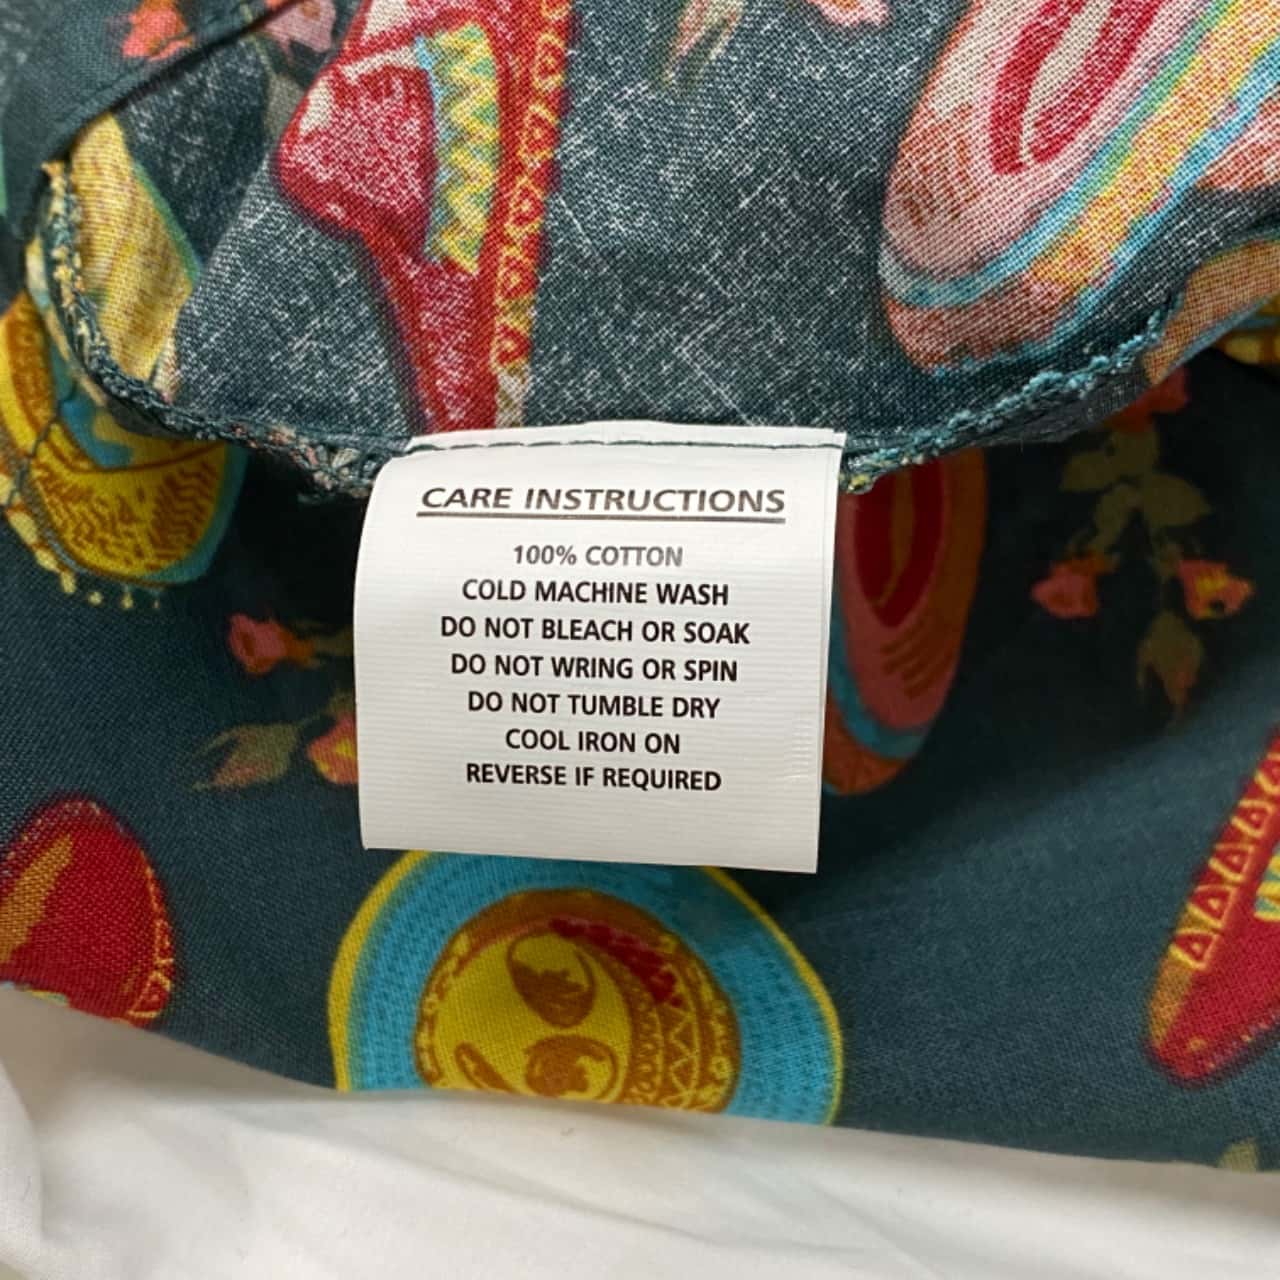 CARE INSTRUCTIONS
100% COTTON
COLD MACHINE WASH
DO NOT BLEACH OR SOAK
DO NOT WRING OR SPIN
DO NOT TUMBLE DRY
COOL IRON ON
REVERSE IF REQUIRED